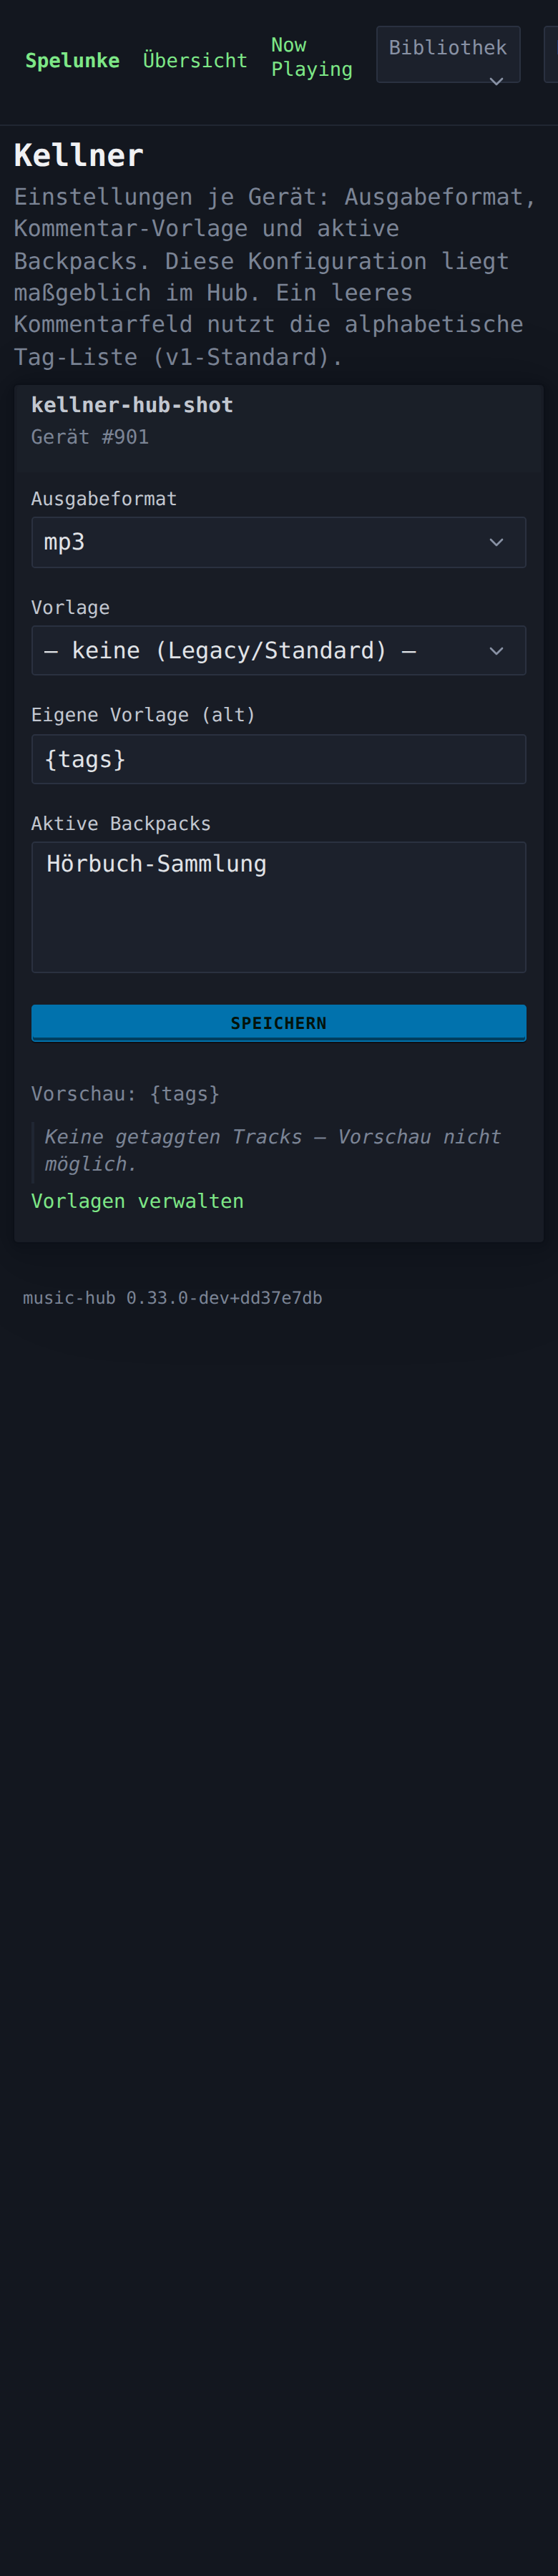 Spelunke Übersicht Now Playing Bibliothek
Kellner
Einstellungen je Gerät: Ausgabeformat,
Kommentar-Vorlage und aktive
Backpacks. Diese Konfiguration liegt
maßgeblich im Hub. Ein leeres
Kommentarfeld nutzt die alphabetische
Tag-Liste (v1-Standard).
kellner-hub-shot
Gerät #901
Ausgabeformat
mp3
Vorlage
— keine (Legacy/Standard) —
Eigene Vorlage (alt)
{tags}
Aktive Backpacks
Hörbuch-Sammlung
SPEICHERN
Vorschau: {tags}
Keine getaggten Tracks — Vorschau nicht
möglich.
Vorlagen verwalten
music-hub 0.33.0-dev+dd37e7db